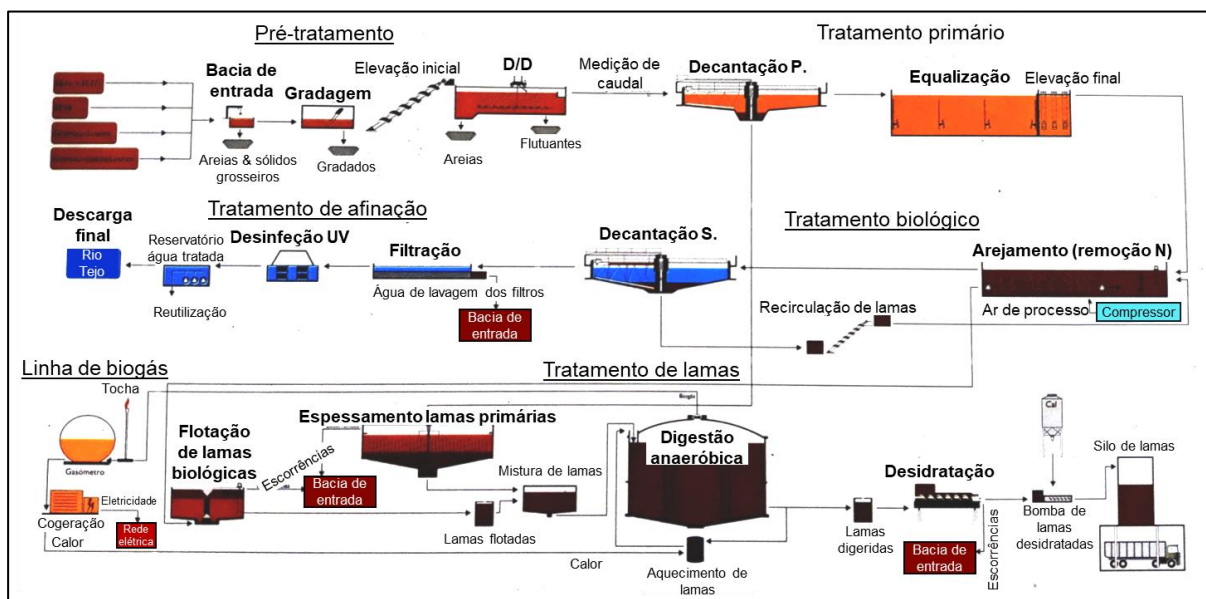 Pré-tratamento
Tratamento primário
Bacia de
entrada
Gradagem
Elevação inicial
D/D
Medição de
caudal
Decantação P.
Equalização
Elevação final
Areias & sólidos
grosseiros
Gradados
Areias
Flutuantes
Tratamento de afinação
Tratamento biológico
Descarga
final
Rio
Tejo
Reservatório
água tratada
Desinfeção UV
Filtração
Decantação S.
Arejamento (remoção N)
Reutilização
Água de lavagem dos filtros
Bacia de
entrada
Recirculação de lamas
Ar de processo
Compressor
Linha de biogás
Tratamento de lamas
Tocha
Gasómetro
Flotação
de lamas
biológicas
Espessamento lamas primárias
Escorrências
Bacia de
entrada
Biogás
Digestão
anaeróbica
Mistura de lamas
Lamas flotadas
Cogeração
Eletricidade
Rede
elétrica
Calor
Calor
Aquecimento de
lamas
Lamas
digeridas
Desidratação
Bacia de
entrada
Escorrências
Cal
Bomba de
lamas
desidratadas
Silo de lamas